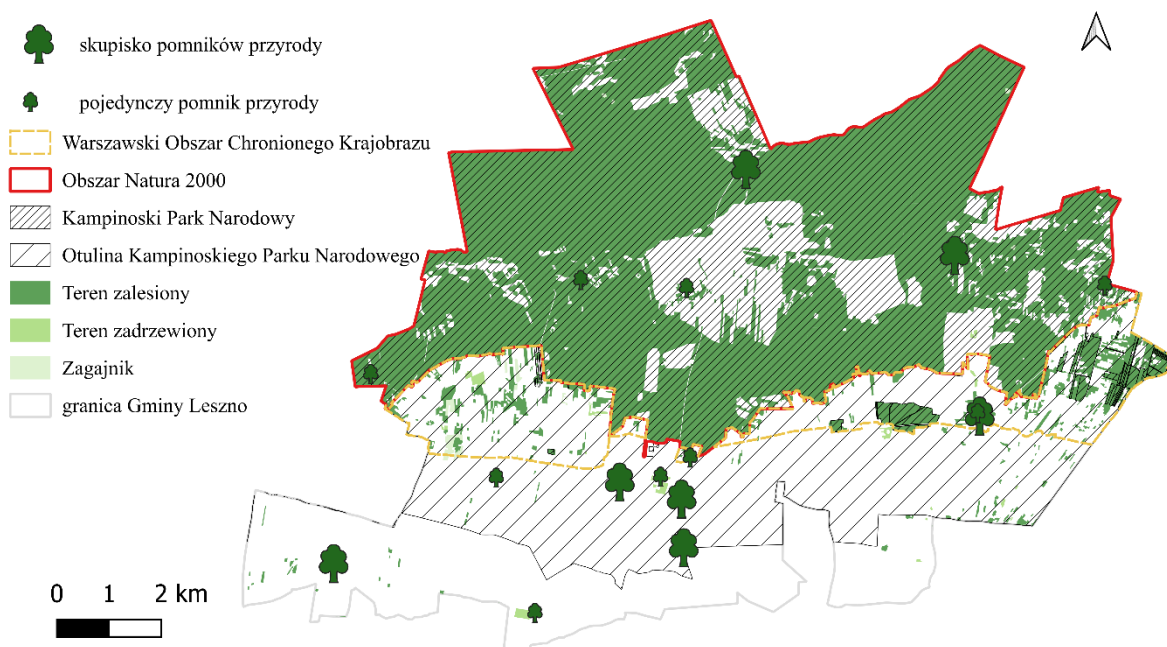 skupisko pomników przyrody
pojedynczy pomnik przyrody
Warszawski Obszar Chronionego Krajobrazu
Obszar Natura 2000
Kampinoski Park Narodowy
Otulina Kampinoskiego Parku Narodowego
Teren zalesiony
Teren zadrzewiony
Zagajnik
granica Gminy Leszno
0 1 2 km